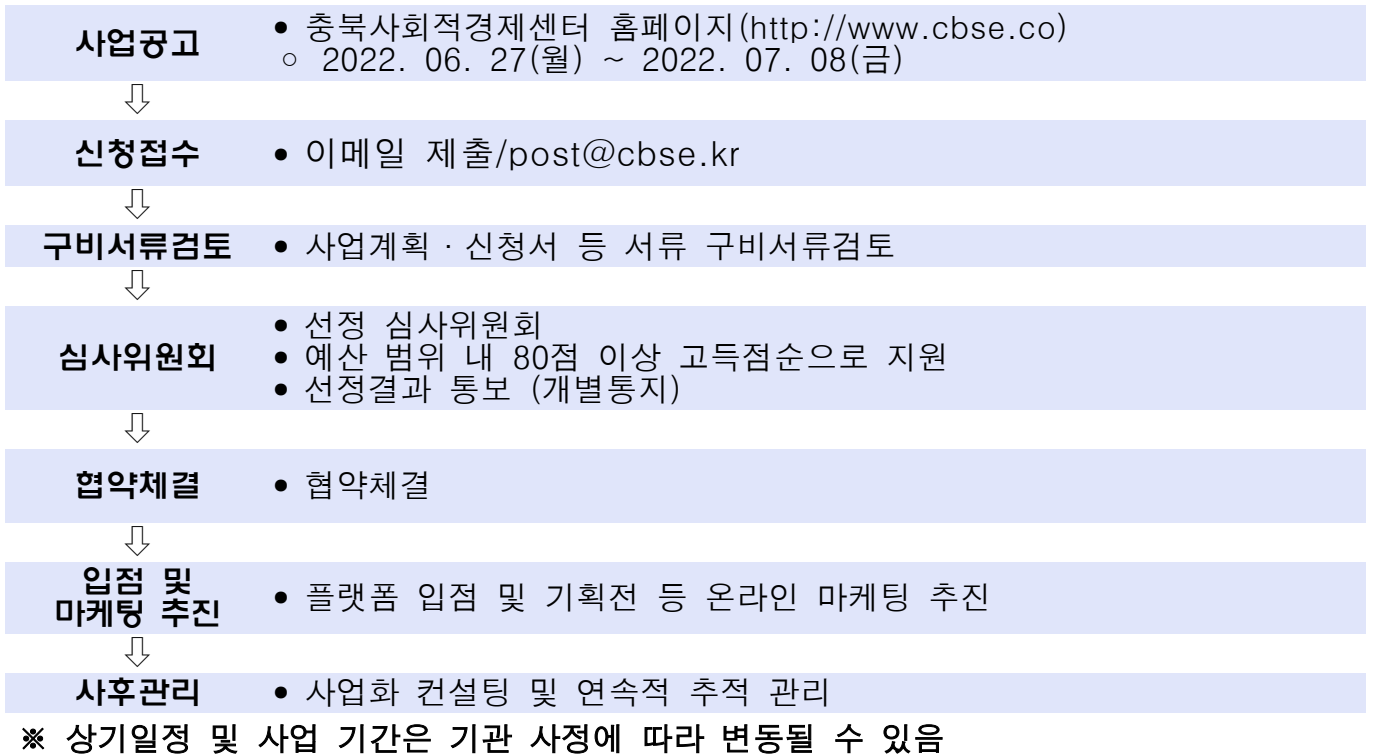 사업공고
● 충북사회적경제센터 홈페이지(http://www.cbse.co)
○ 2022. 06. 27(월) ~ 2022. 07. 08(금)
⇩
신청접수
● 이메일 제출/post@cbse.kr
⇩
구비서류검토
● 사업계획·신청서 등 서류 구비서류검토
⇩
심사위원회
● 선정 심사위원회
● 예산 범위 내 80점 이상 고득점순으로 지원
● 선정결과 통보 (개별통지)
⇩
협약체결
● 협약체결
⇩
입점 및
마케팅 추진
● 플랫폼 입점 및 기획전 등 온라인 마케팅 추진
⇩
사후관리
● 사업화 컨설팅 및 연속적 추적 관리
※ 상기일정 및 사업 기간은 기관 사정에 따라 변동될 수 있음